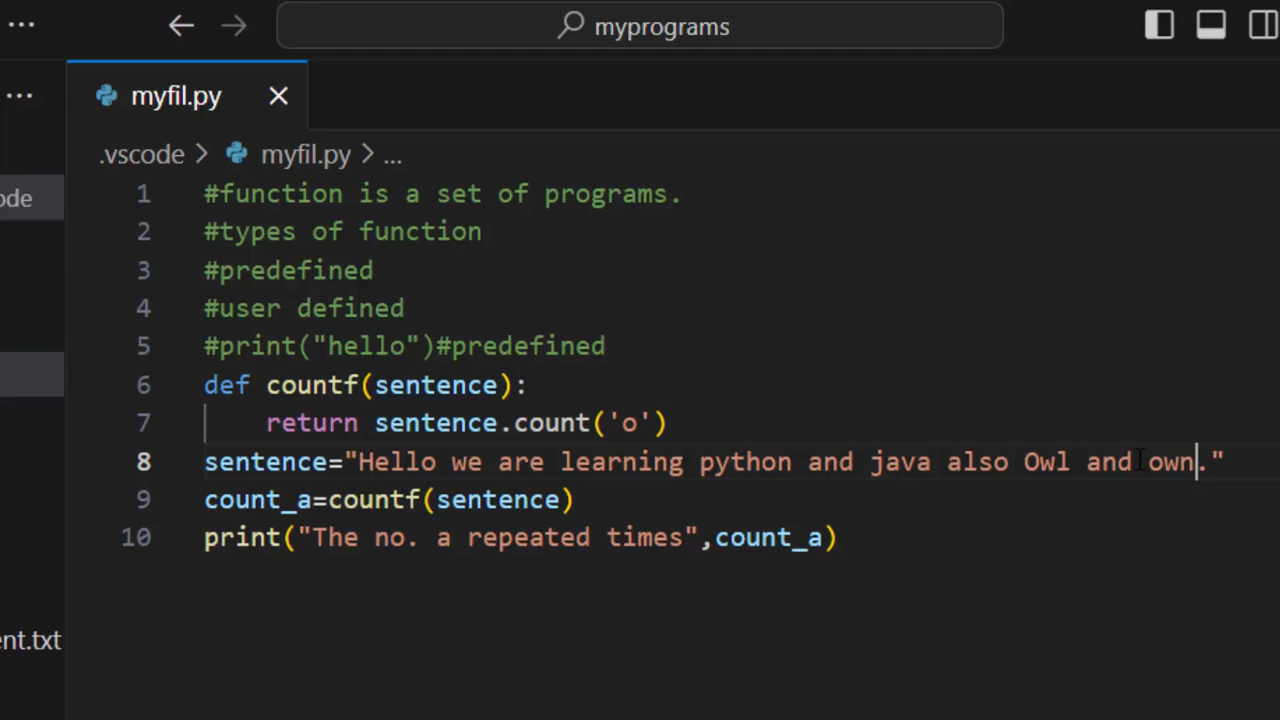 myprograms
myfil.py
.vscode > myfil.py > ...
ode
1 #function is a set of programs.
2 #types of function
3 #predefined
4 #user defined
5 #print("hello")#predefined
6 def countf(sentence):
7     return sentence.count('o')
8 sentence="Hello we are learning python and java also Owl and own."
9 count_a=countf(sentence)
10 print("The no. a repeated times",count_a)
ent.txt